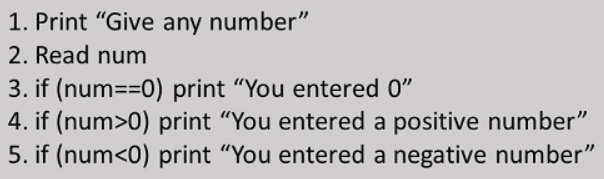 1. Print “Give any number”
2. Read num
3. if (num==0) print “You entered 0”
4. if (num>0) print “You entered a positive number”
5. if (num<0) print “You entered a negative number”